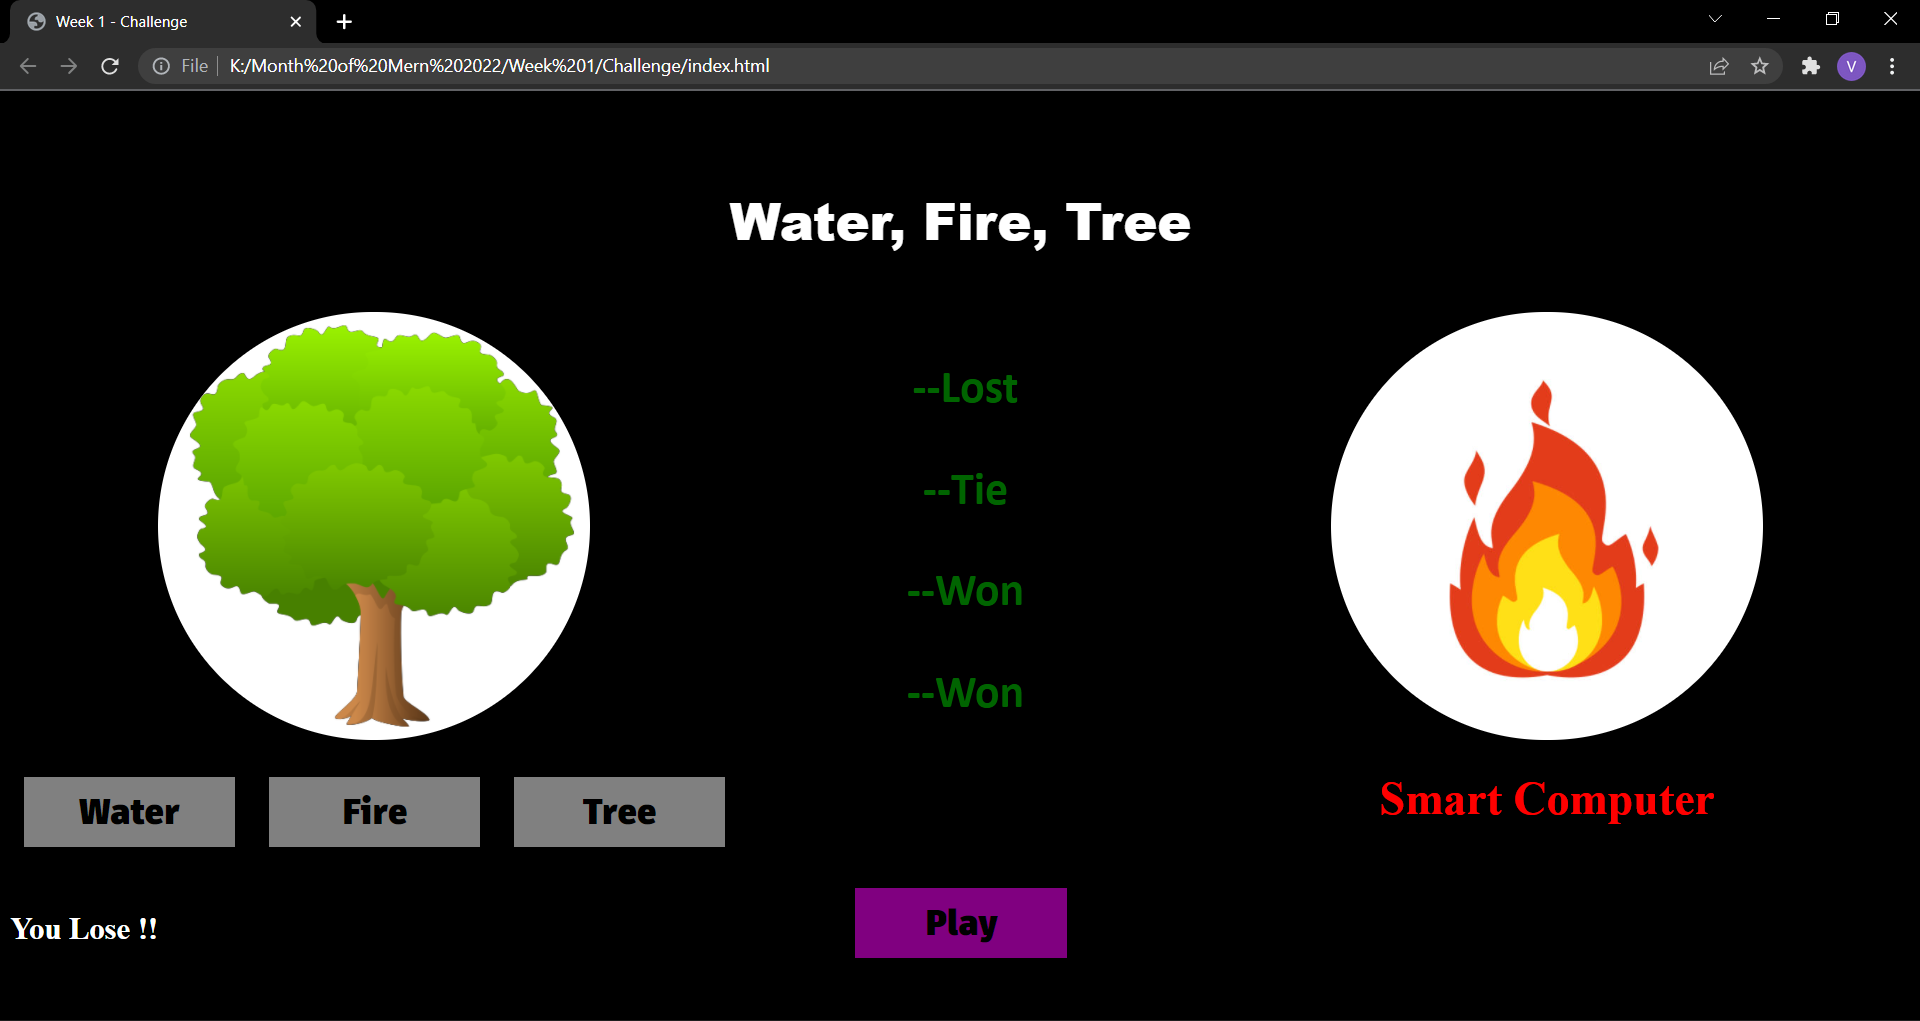 Week 1 - Challenge
File K:/Month%20of%20Mern%202022/Week%201/Challenge/index.html
V
Water, Fire, Tree
--Lost
--Tie
--Won
--Won
Water
Fire
Tree
Smart Computer
You Lose !!
Play